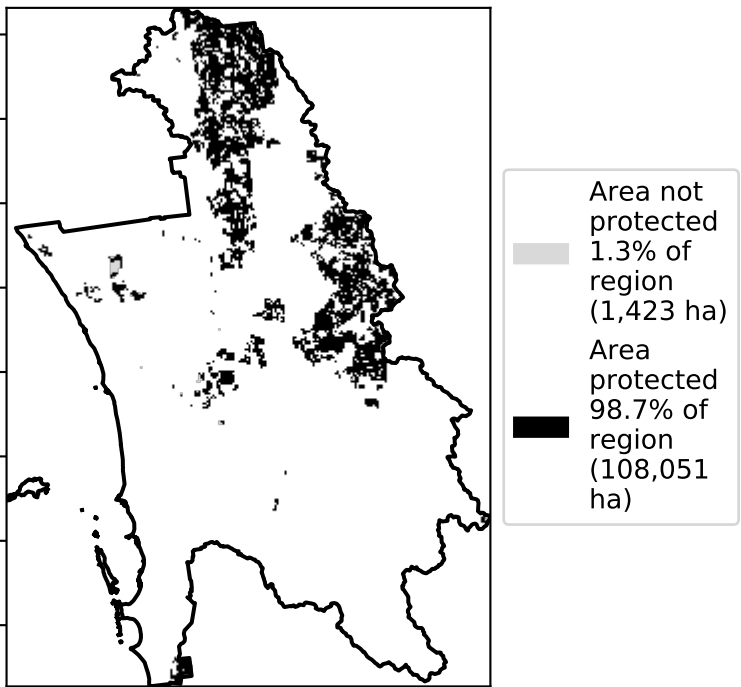 Area not
protected
1.3% of
region
(1,423 ha)
Area
protected
98.7% of
region
(108,051
ha)